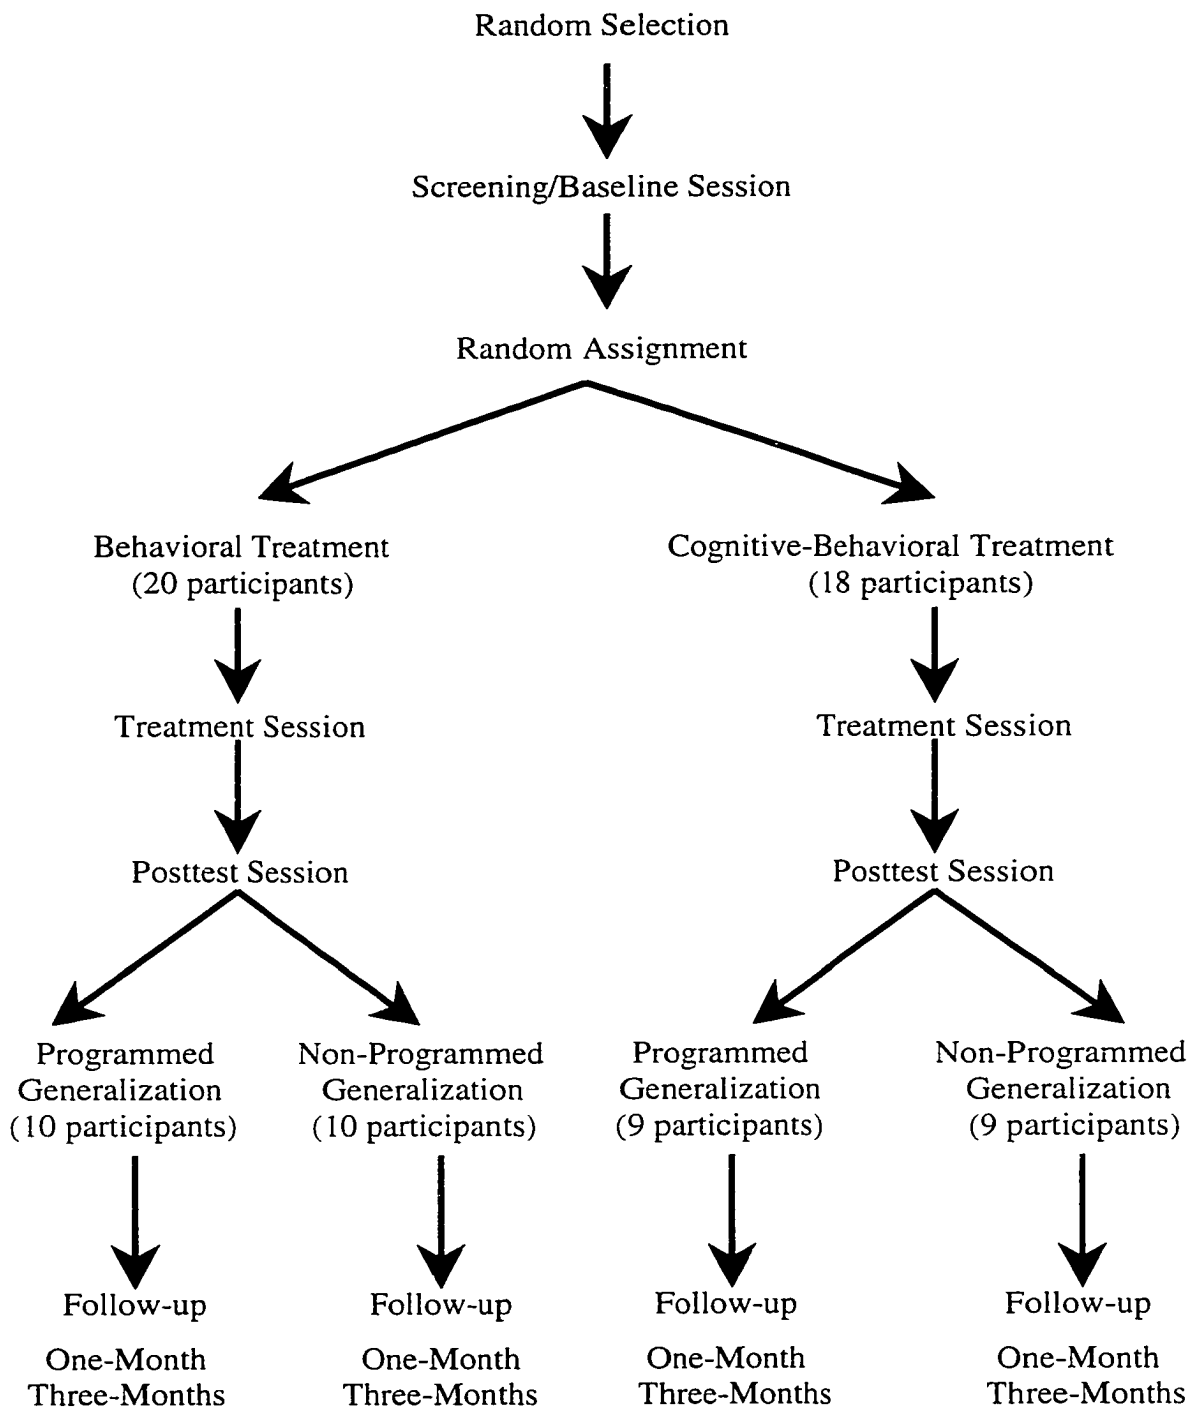 Random Selection
Screening/Baseline Session
Random Assignment
Behavioral Treatment
(20 participants)
Cognitive-Behavioral Treatment
(18 participants)
Treatment Session
Treatment Session
Posttest Session
Posttest Session
Programmed
Generalization
(10 participants)
Non-Programmed
Generalization
(10 participants)
Programmed
Generalization
(9 participants)
Non-Programmed
Generalization
(9 participants)
Follow-up
One-Month
Three-Months
Follow-up
One-Month
Three-Months
Follow-up
One-Month
Three-Months
Follow-up
One-Month
Three-Months